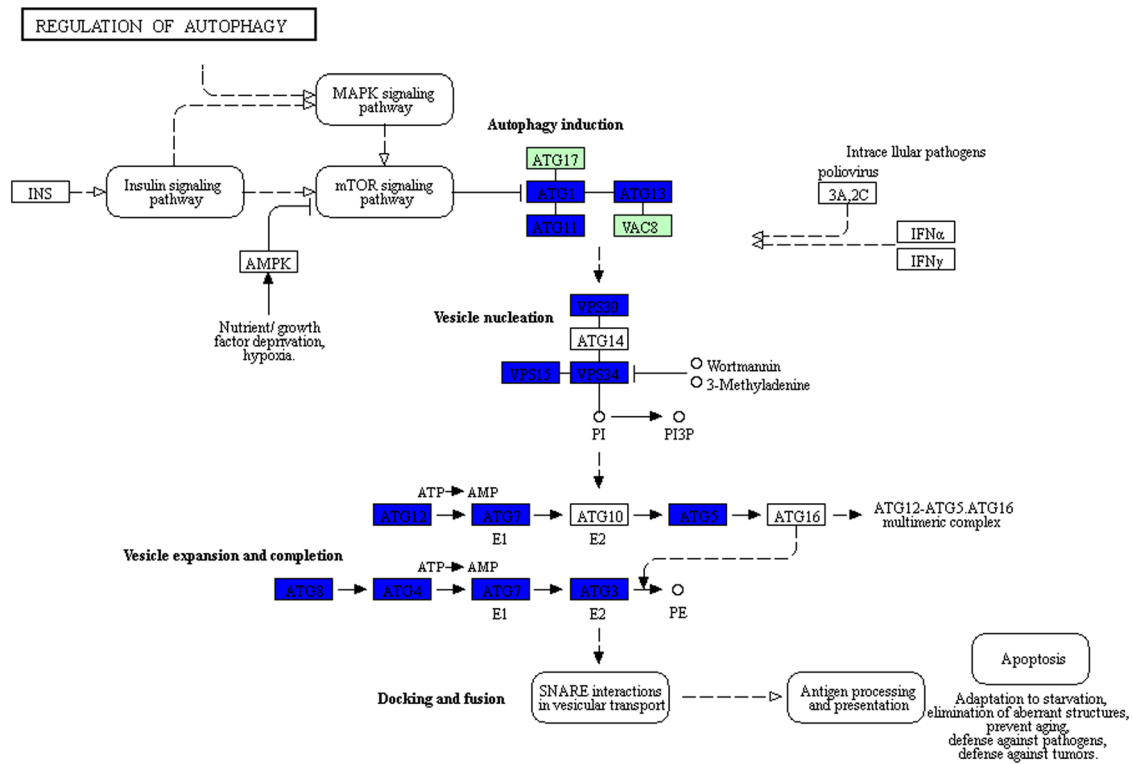 REGULATION OF AUTOPHAGY
MAPK signaling
pathway
Autophagy induction
INS
Insulin signaling
pathway
mTOR signaling
pathway
AMPK
Nutrient/ growth
factor deprivation,
hypoxia.
ATG17
ATG1
ATG13
ATG11
VAC8
Intrace llular pathogens
poliovirus
3A,2C
IFNα
IFNγ
Vesicle nucleation
VPS30
ATG14
VPS15
VPS34
Wortmannin
3-Methyladenine
PI
PI3P
ATP
AMP
ATG12
ATG7
ATG10
ATG5
ATG16
ATG12-ATG5.ATG16
multimeric complex
E1
E2
Vesicle expansion and completion
ATP
AMP
ATG8
ATG4
ATG7
ATG3
E1
E2
PE
Docking and fusion
SNARE interactions
in vesicular transport
Antigen processing
and presentation
Apoptosis
Adaptation to starvation,
elimination of aberrant structures,
prevent aging,
defense against pathogens,
defense against tumors.